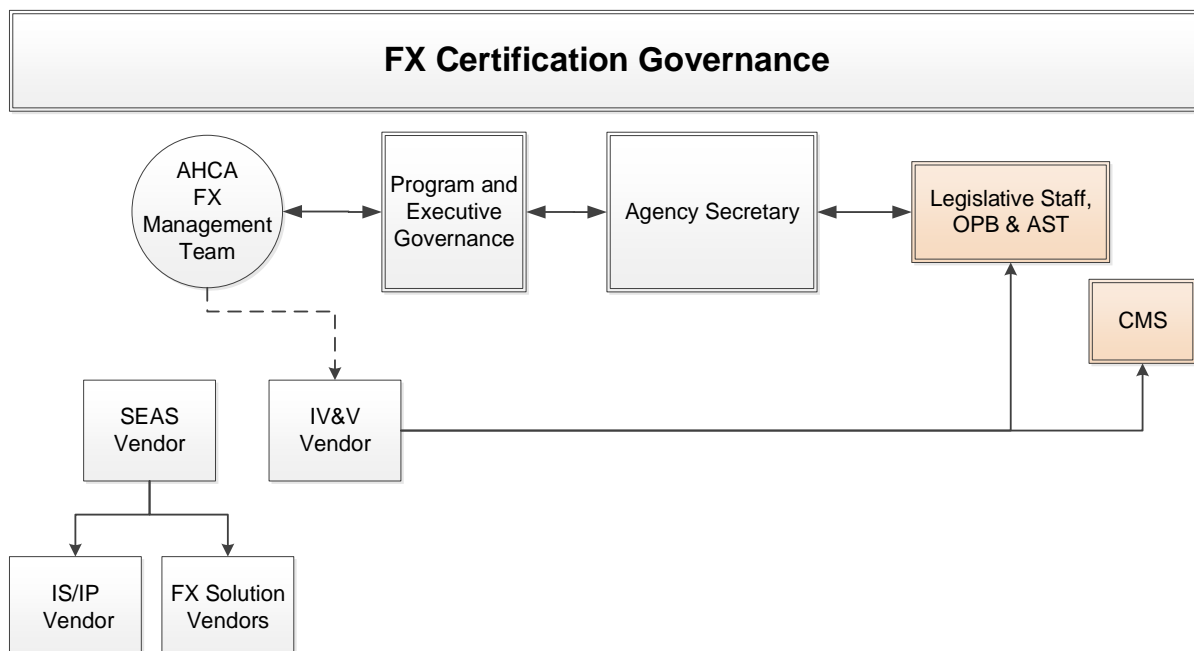 FX Certification Governance
AHCA
FX
Management
Team
Program and
Executive
Governance
Agency Secretary
Legislative Staff,
OPB & AST
CMS
SEAS
Vendor
IV&V
Vendor
IS/IP
Vendor
FX Solution
Vendors